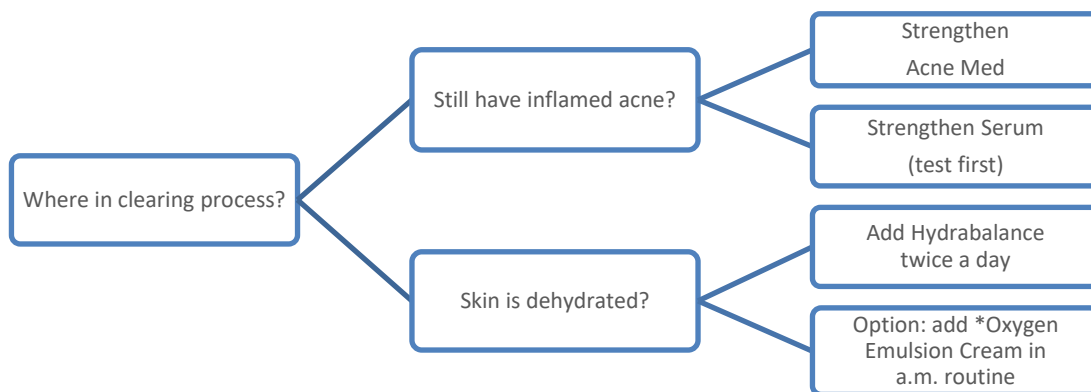 Where in clearing process?
Still have inflamed acne?
Strengthen
Acne Med
Strengthen Serum
(test first)
Skin is dehydrated?
Add Hydrabalance
twice a day
Option: add *Oxygen
Emulsion Cream in
a.m. routine